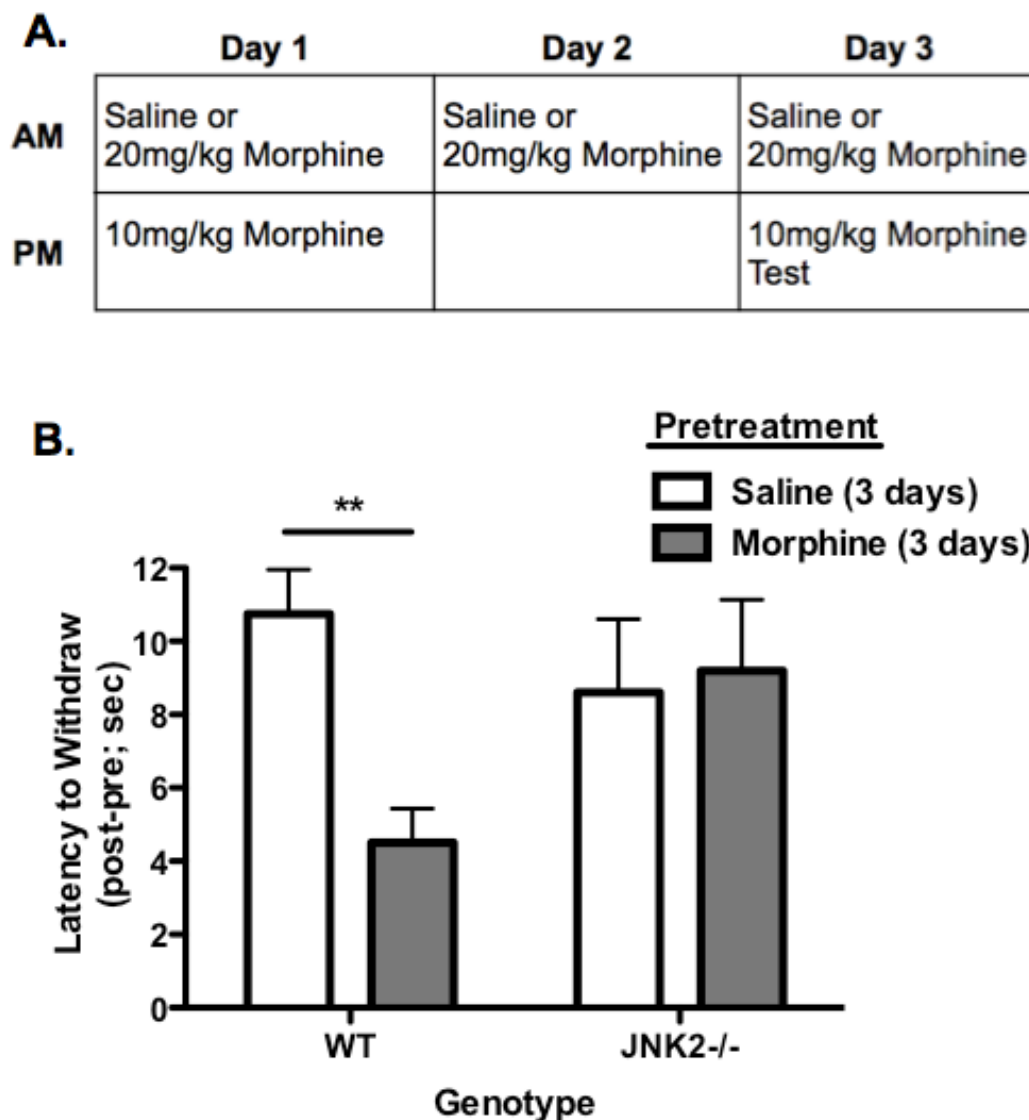 A.
Day 1 Day 2 Day 3
AM
Saline or
20mg/kg Morphine
Saline or
20mg/kg Morphine
Saline or
20mg/kg Morphine
PM
10mg/kg Morphine
10mg/kg Morphine
Test
B.
Pretreatment
Saline (3 days)
Morphine (3 days)
**
Latency to Withdraw
(post-pre; sec)
12
10
8
6
4
2
0
WT JNK2-/-
Genotype